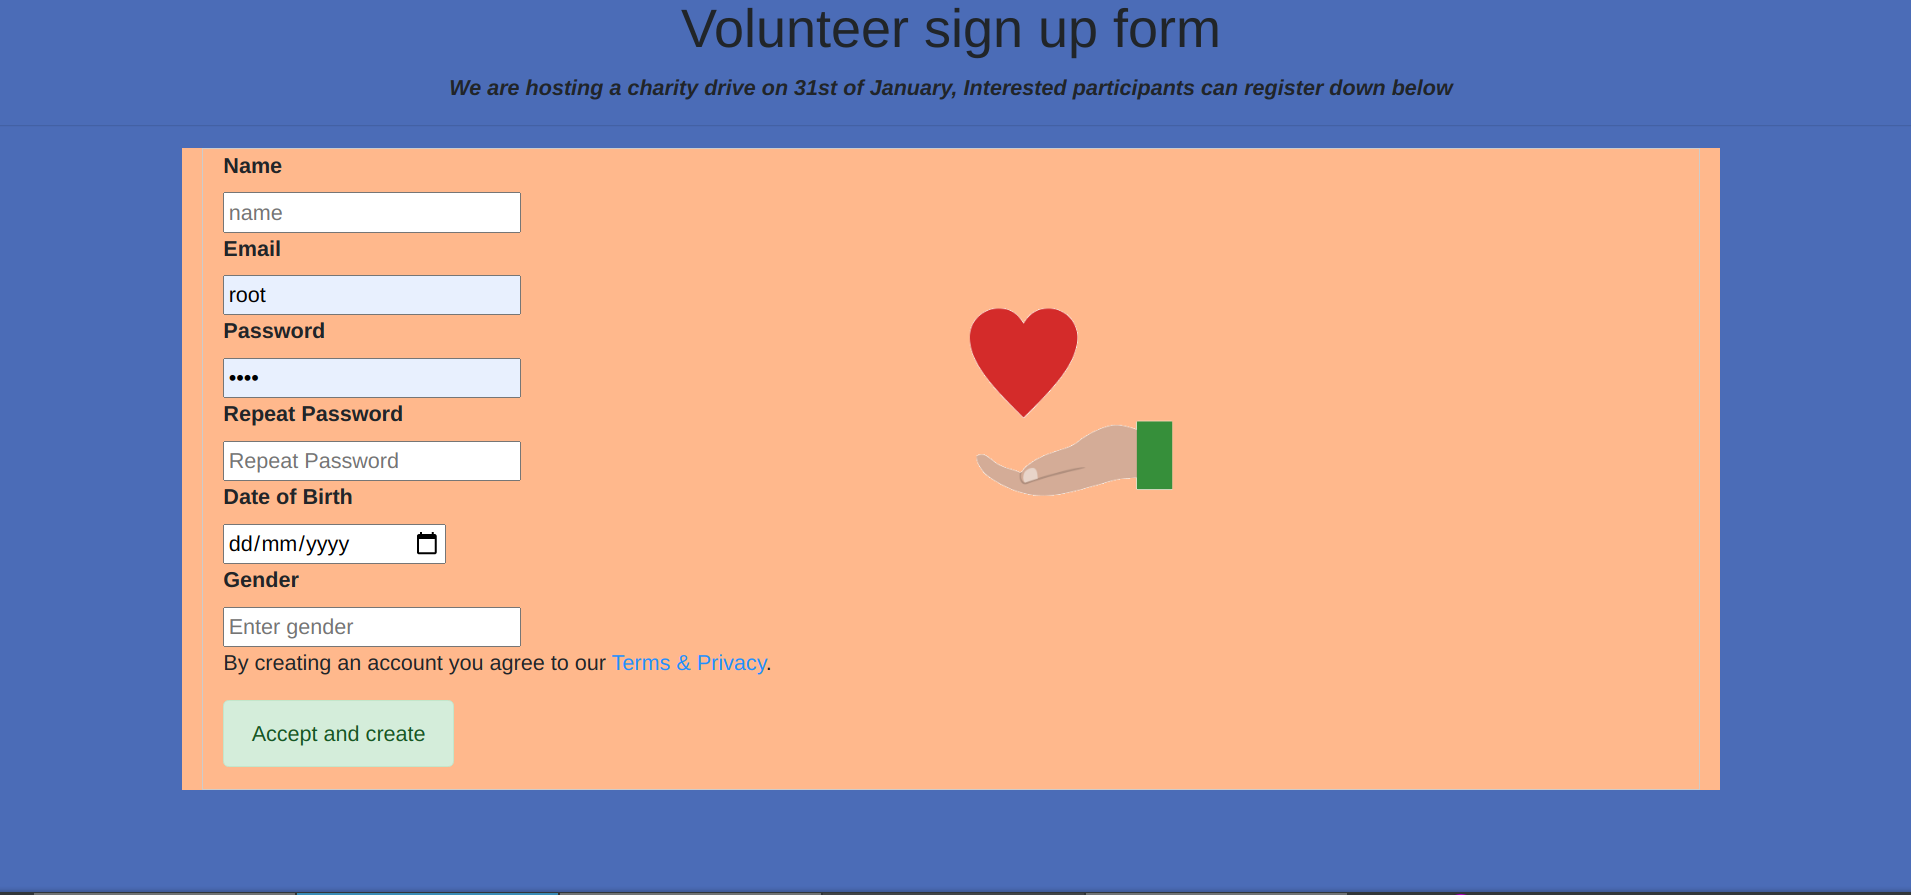 Volunteer sign up form
We are hosting a charity drive on 31st of January, Interested participants can register down below
Name
name
Email
root
Password
••••
Repeat Password
Repeat Password
Date of Birth
dd/mm/yyyy
Gender
Enter gender
By creating an account you agree to our Terms & Privacy.
Accept and create